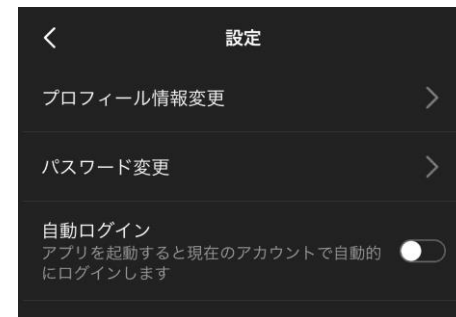 設定
プロフィール情報変更
パスワード変更
自動ログイン
アプリを起動すると現在のアカウントで自動的
にログインします